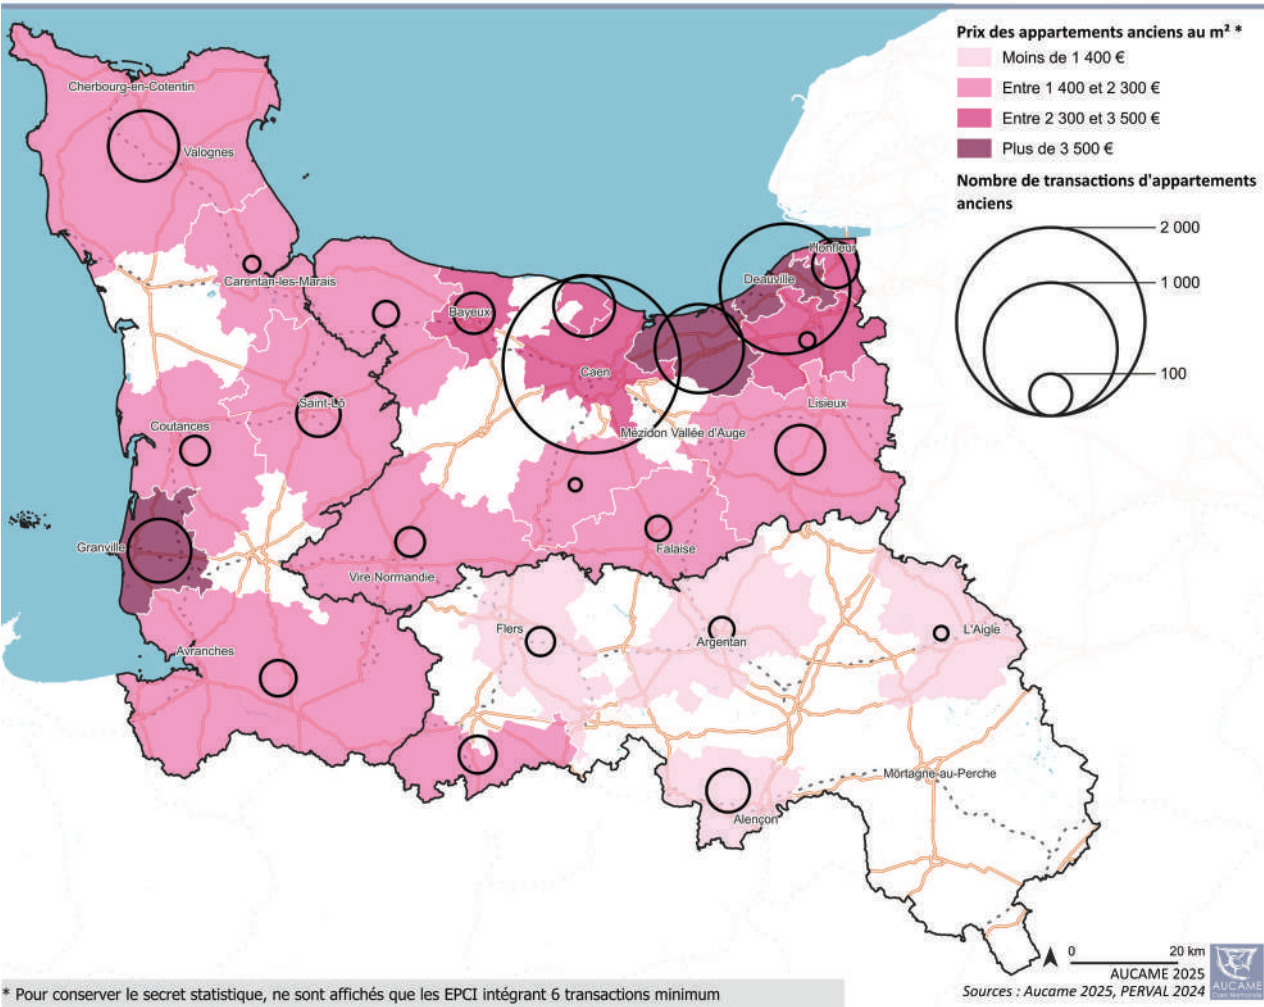 Prix des appartements anciens au m² *
Moins de 1 400 €
Entre 1 400 et 2 300 €
Entre 2 300 et 3 500 €
Plus de 3 500 €
Nombre de transactions d'appartements
anciens
2 000
1 000
100
Cherbourg-en-Cotentin
Valognes
Carentan-les-Marais
Honfleur
Deauville
Bayeux
Caen
Saint-Lô
Lisieux
Coutances
Mézidon Vallée d'Auge
Granville
Falaise
Vire Normandie
Flers
Argentan
L'Aigle
Avranches
Mortagne-au-Perche
Alençon
0 20 km
AUCAME 2025
Sources : Aucame 2025, PERVAL 2024
AUCAME
Caen Normandie
* Pour conserver le secret statistique, ne sont affichés que les EPCI intégrant 6 transactions minimum